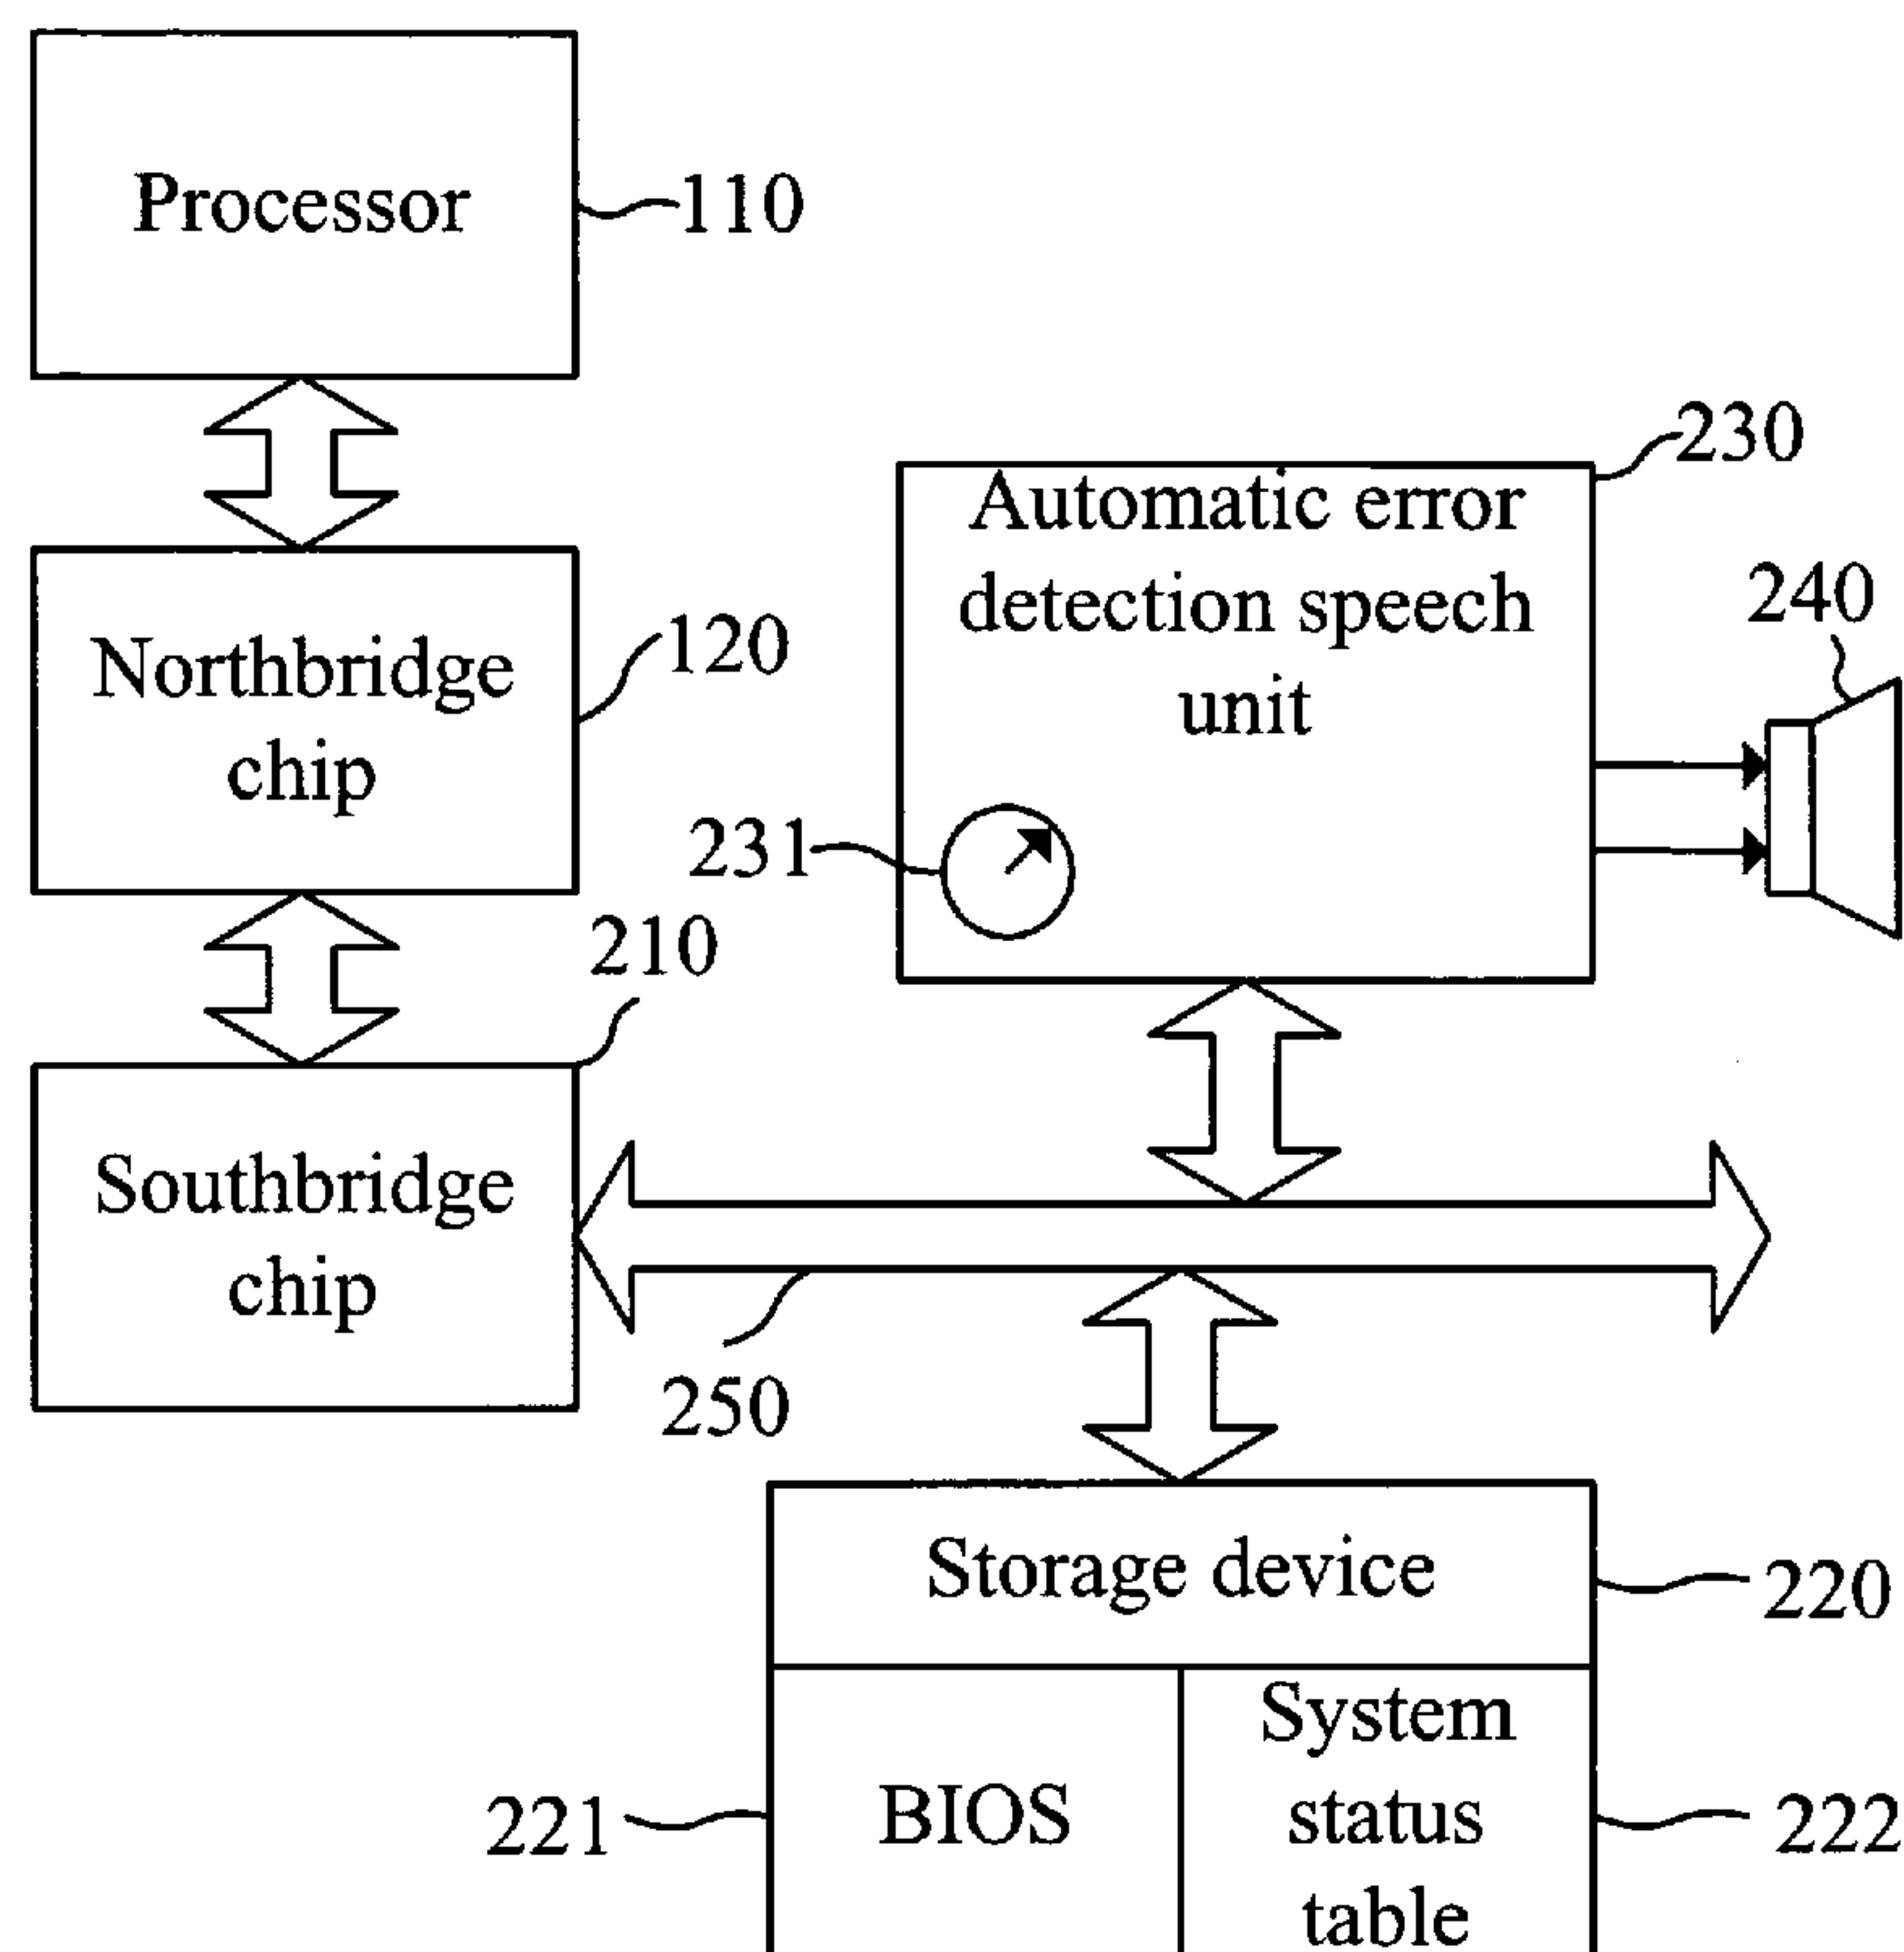 Processor
110
Northbridge
chip
120
210
Southbridge
chip
250
Automatic error
detection speech
unit
230
231
240
Storage device
220
BIOS
221
System
status
table
222